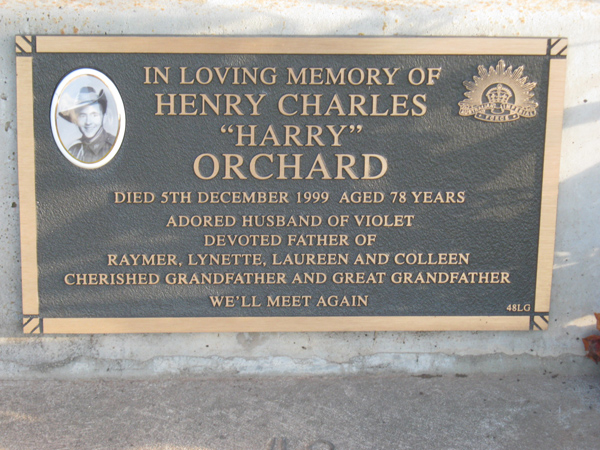 IN LOVING MEMORY OF
HENRY CHARLES
“HARRY”
ORCHARD
DIED 5TH DECEMBER 1999 AGED 78 YEARS
ADORED HUSBAND OF VIOLET
DEVOTED FATHER OF
RAYMER, LYNETTE, LAUREEN AND COLLEEN
CHERISHED GRANDFATHER AND GREAT GRANDFATHER
WE'LL MEET AGAIN
48LG